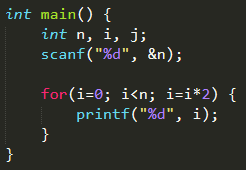 int main() {
    int n, i, j;
    scanf("%d", &n);

    for(i=0; i<n; i=i*2) {
        printf("%d", i);
    }
}